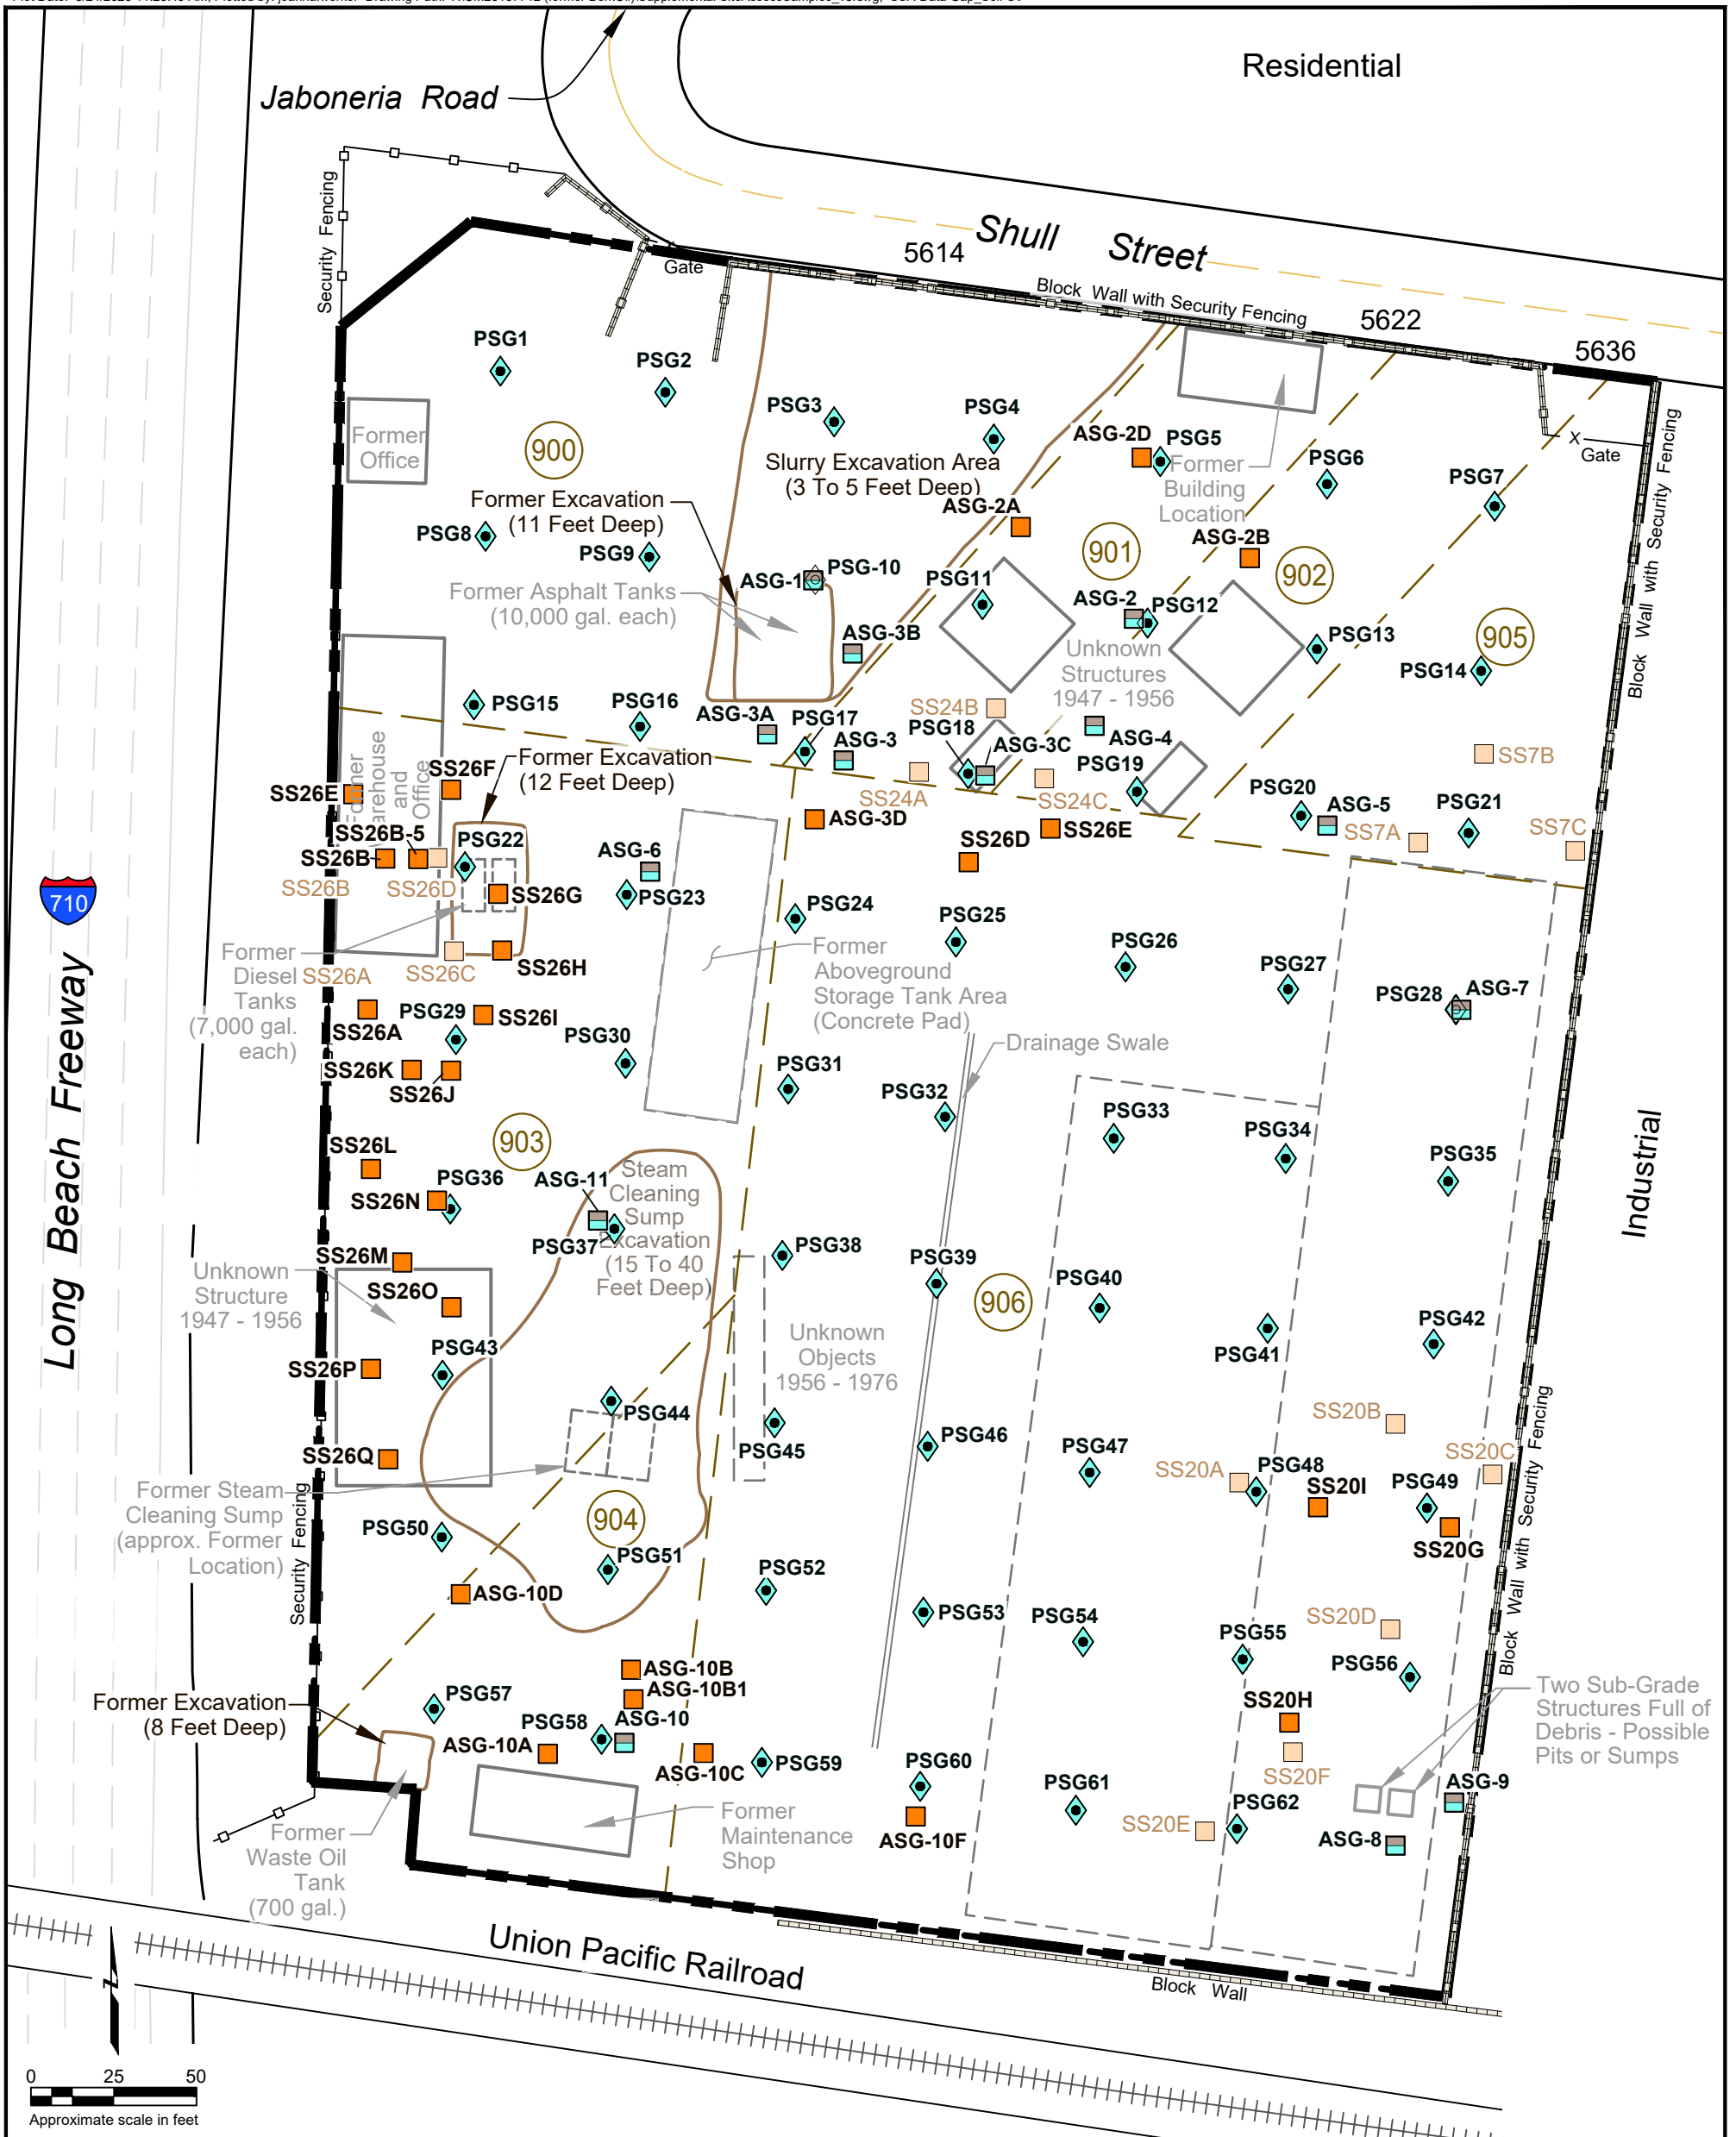 Residential
Jaboneria Road
Security Fencing
Shull Street
5614
Gate
Block Wall with Security Fencing
5622
5636
PSG1
PSG2
PSG3
PSG4
ASG-2D
PSG5
PSG6
PSG7
X
Gate
Former
Office
900
Slurry Excavation Area
(3 To 5 Feet Deep)
Former
Building
Location
Former Excavation
(11 Feet Deep)
ASG-2A
ASG-2B
PSG8
PSG9
901
902
Block Wall with Security Fencing
Former Asphalt Tanks
(10,000 gal. each)
ASG-1
PSG-10
PSG11
ASG-2
PSG12
ASG-3B
Unknown
Structures
1947 - 1956
PSG13
905
PSG14
PSG15
PSG16
ASG-3A
PSG17
ASG-3
SS24B
PSG18
ASG-3C
ASG-4
PSG19
SS7B
Former Excavation
(12 Feet Deep)
SS26F
SS26E
and
Office
SS24A
SS24C
PSG20
ASG-5
SS7A
PSG21
SS7C
ASG-3D
SS26D
SS26E
SS26B-5
PSG22
SS26B
SS26B
SS26D
SS26G
ASG-6
PSG23
710
PSG24
PSG25
PSG26
PSG27
PSG28
ASG-7
Former
Diesel
Tanks
(7,000 gal.
each)
SS26A
SS26C
SS26H
Former
Aboveground
Storage Tank Area
(Concrete Pad)
SS26A
PSG29
SS26I
PSG30
Drainage Swale
SS26K
SS26J
PSG31
PSG32
PSG33
PSG34
PSG35
Long Beach Freeway
Industrial
903
SS26L
SS26N
PSG36
ASG-11
PSG37
Steam
Cleaning
Sump
Excavation
(15 To 40
Feet Deep)
PSG38
PSG39
906
PSG40
PSG41
PSG42
SS26M
Unknown
Structure
1947 - 1956
SS26O
PSG43
SS26P
Unknown
Objects
1956 - 1976
PSG44
PSG45
PSG46
PSG47
SS20A
PSG48
SS20I
SS20B
SS20C
PSG49
SS20G
SS26Q
Former Steam
Cleaning Sump
(approx. Former
Location)
Security Fencing
PSG50
904
PSG51
PSG52
PSG53
PSG54
PSG55
SS20D
PSG56
Block Wall with Security Fencing
ASG-10D
ASG-10B
ASG-10B1
Former Excavation
(8 Feet Deep)
PSG57
PSG58
ASG-10
ASG-10A
ASG-10C
PSG59
PSG60
ASG-10F
PSG61
SS20H
SS20F
SS20E
PSG62
Two Sub-Grade
Structures Full of
Debris - Possible
Pits or Sumps
ASG-9
ASG-8
Former
Maintenance
Shop
Former
Waste Oil
Tank
(700 gal.)
Union Pacific Railroad
Block Wall
N
0 25 50
Approximate scale in feet